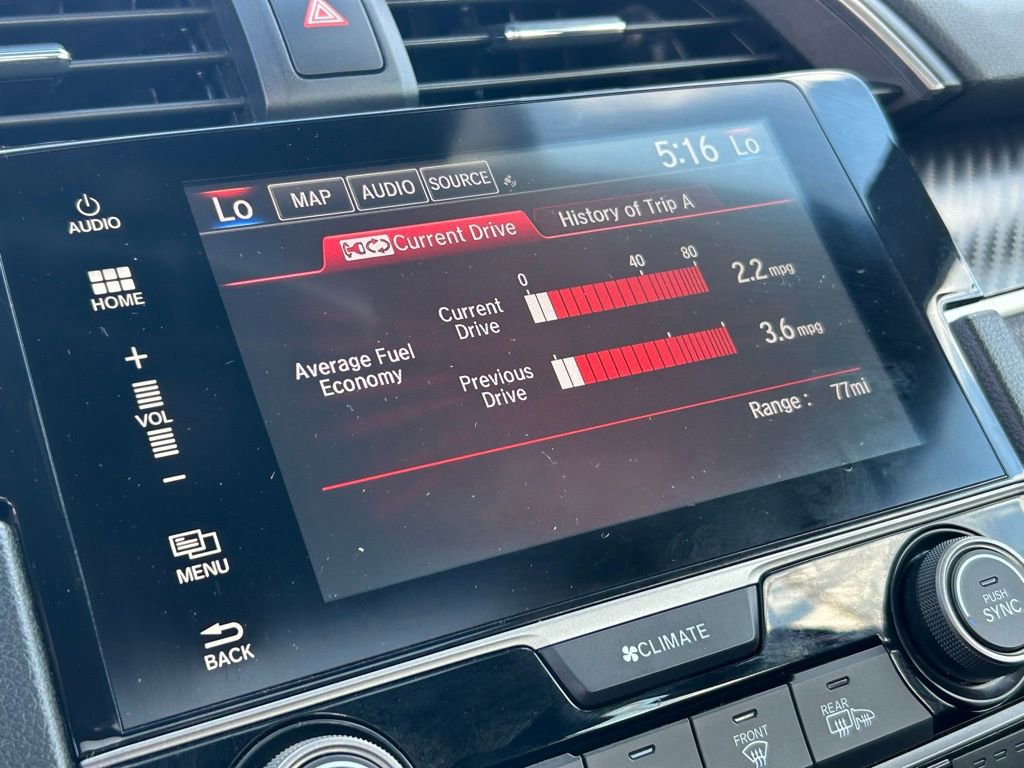 AUDIO
HOME
+
VOL
−
MENU
BACK
Lo
MAP
AUDIO
SOURCE
5:16
Lo
Current Drive
History of Trip A
0 40 80
Current
Drive
2.2 mpg
Average Fuel
Economy
Previous
Drive
3.6 mpg
Range : 77mi
CLIMATE
PUSH
SYNC
FRONT
REAR